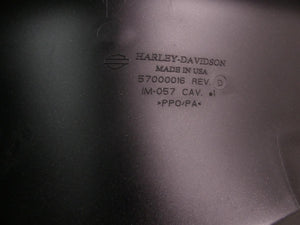 HARLEY-DAVIDSON
MADE IN USA
57000016 REV. D
IM-057 CAV. #1
>PPO/PA<